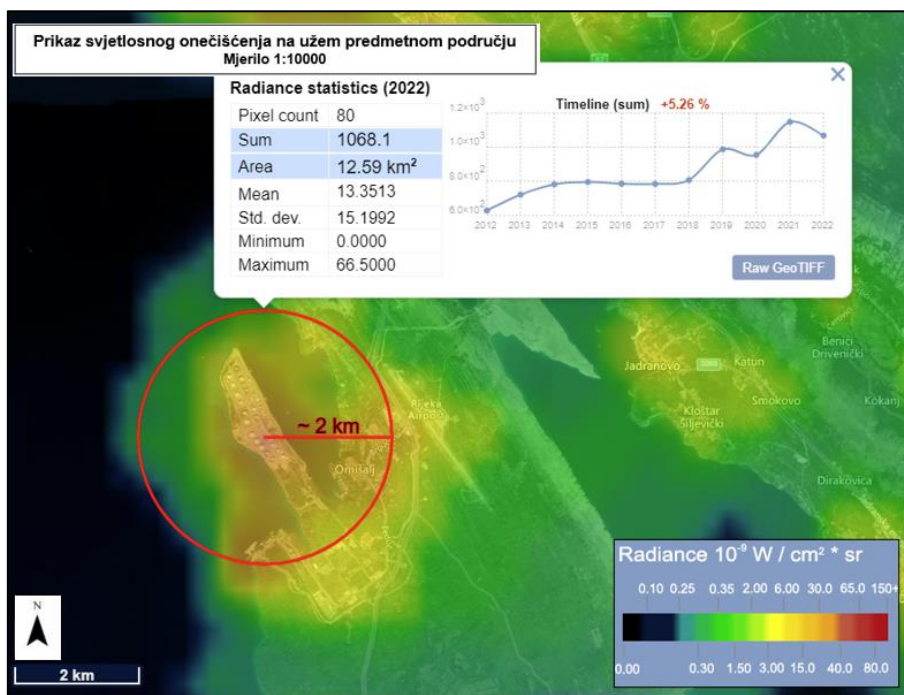 Prikaz svjetlosnog onečišćenja na užem predmetnom području
Mjerilo 1:10000
Radiance statistics (2022)
Pixel count 80
Sum 1068.1
Area 12.59 km²
Mean 13.3513
Std. dev. 15.1992
Minimum 0.0000
Maximum 66.5000
Timeline (sum) +5.26 %
1.2×10³
1.0×10³
8.0×10²
6.0×10²
2012 2013 2014 2015 2016 2017 2018 2019 2020 2021 2022
Raw GeoTIFF
Benići
Drivenički
Jadranovo
Katun
Smokovo
Kokanj
Kloštar
Šiljevički
Rijeka
Airport
~ 2 km
Omišalj
Dirakovica
Radiance 10⁻⁹ W / cm² * sr
0.10 0.25 0.35 2.00 6.00 30.0 65.0 150+
0.00 0.30 1.50 3.00 15.0 40.0 80.0
N
2 km